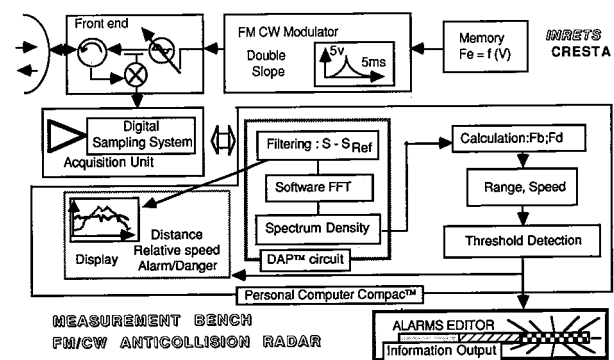 Front end
FM CW Modulator
Double
Slope
5v
5ms
Memory
Fe = f (V)
INRETS
CRESTA
Digital
Sampling System
Acquisition Unit
Filtering : S - SRef
Software FFT
Spectrum Density
DAP™ circuit
Calculation:Fb;Fd
Range, Speed
Threshold Detection
Display
Distance
Relative speed
Alarm/Danger
Personal Computer Compac™
MEASUREMENT BENCH
FM/CW ANTICOLLISION RADAR
ALARMS EDITOR
Information Output